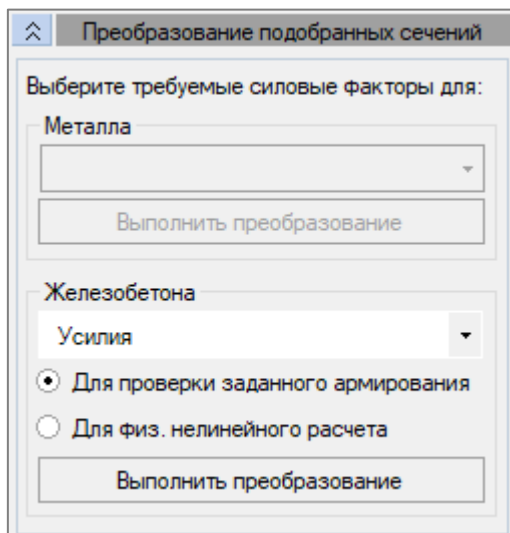 Преобразование подобранных сечений
Выберите требуемые силовые факторы для:
Металла
Выполнить преобразование
Железобетона
Усилия
Для проверки заданного армирования
Для физ. нелинейного расчета
Выполнить преобразование